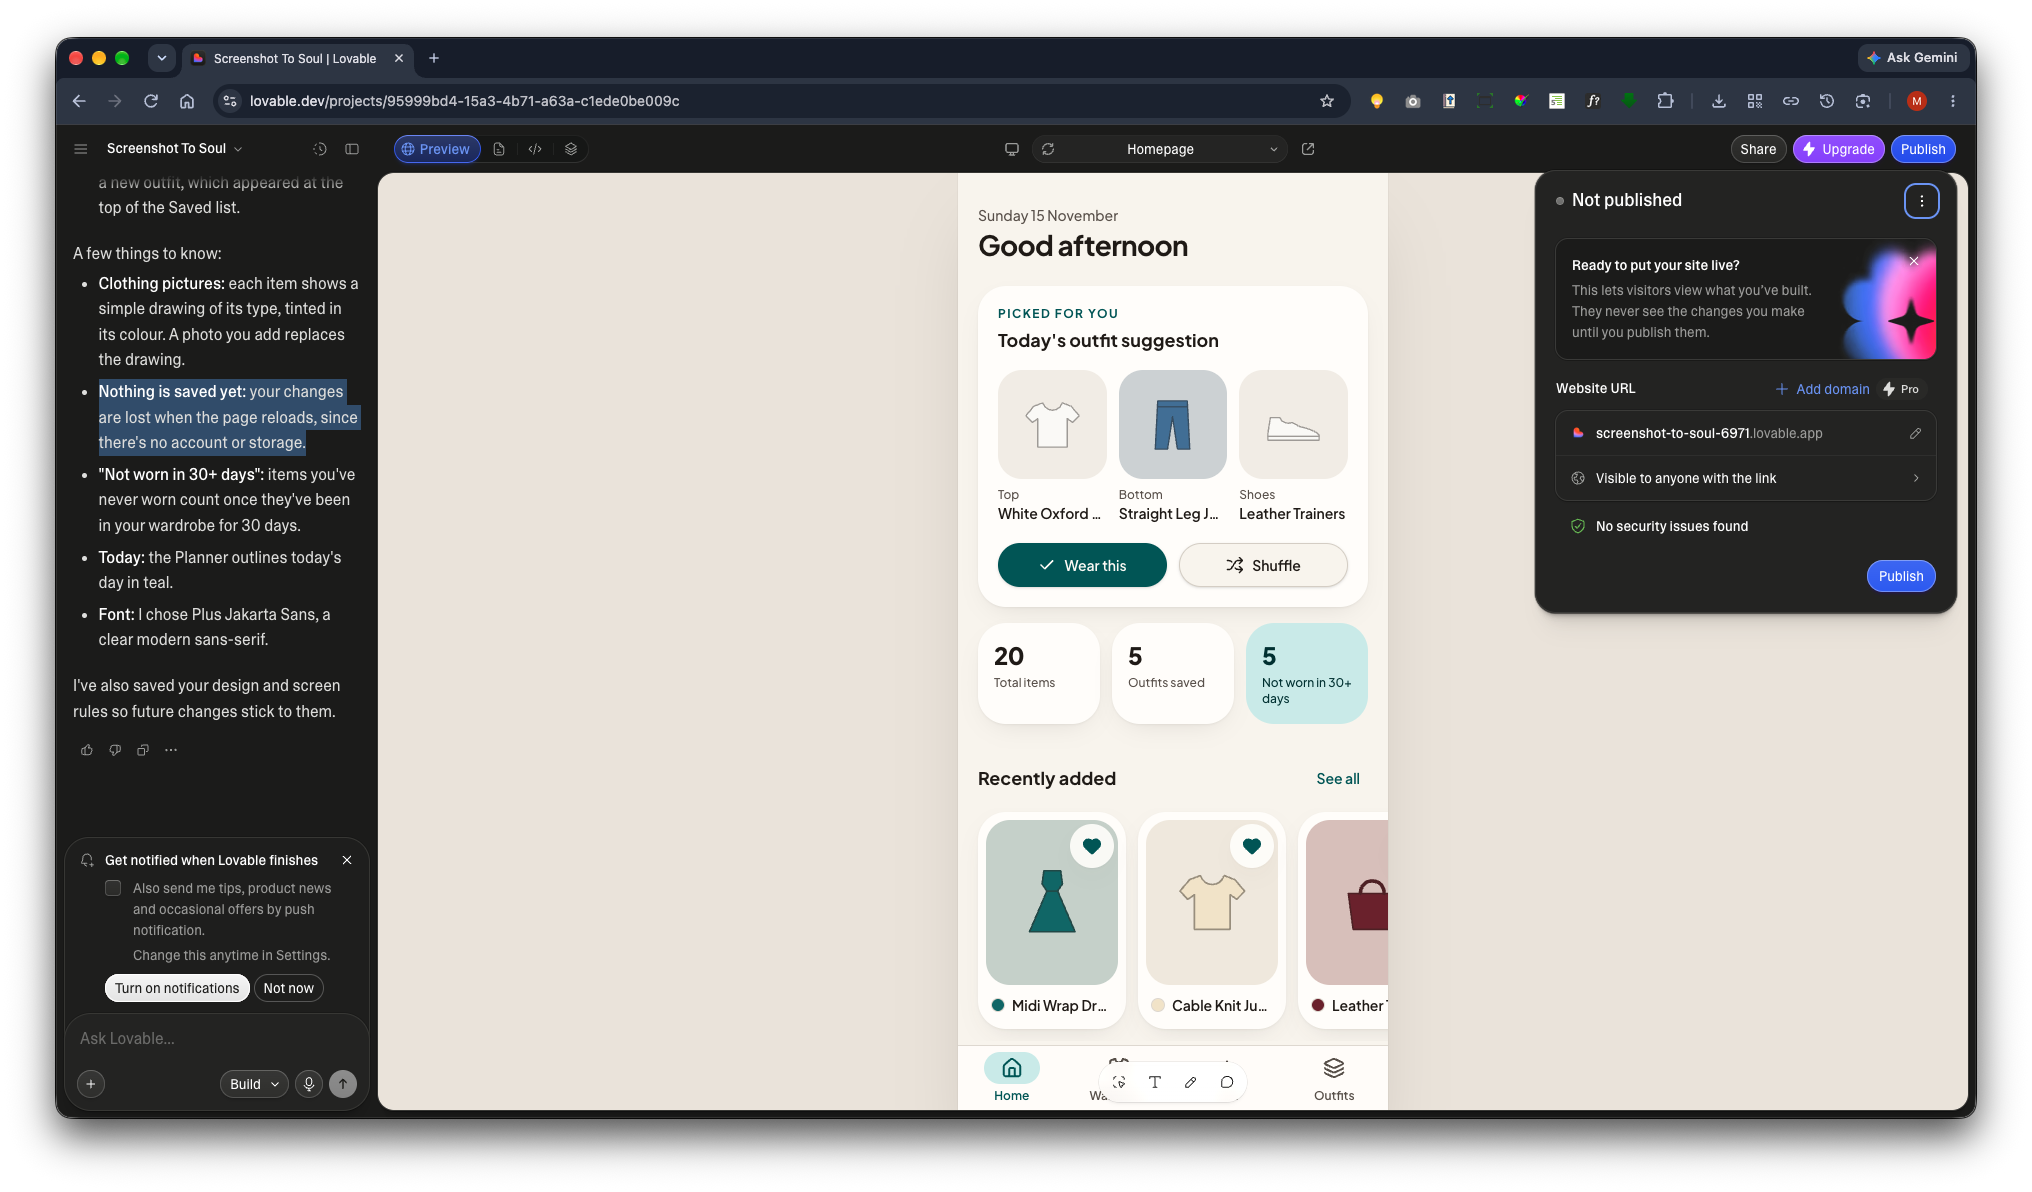 Screenshot To Soul | Lovable
Ask Gemini
lovable.dev/projects/95999bd4-15a3-4b71-a63a-c1ede0be009c
M
Screenshot To Soul
Preview
Homepage
Share
Upgrade
Publish
a new outfit, which appeared at the
top of the Saved list.
A few things to know:
Clothing pictures: each item shows a
simple drawing of its type, tinted in
its colour. A photo you add replaces
the drawing.
Nothing is saved yet: your changes
are lost when the page reloads, since
there's no account or storage.
"Not worn in 30+ days": items you've
never worn count once they've been
in your wardrobe for 30 days.
Today: the Planner outlines today's
day in teal.
Font: I chose Plus Jakarta Sans, a
clear modern sans-serif.
I've also saved your design and screen
rules so future changes stick to them.
Get notified when Lovable finishes
Also send me tips, product news
and occasional offers by push
notification.
Change this anytime in Settings.
Turn on notifications
Not now
Ask Lovable...
Build
Sunday 15 November
Good afternoon
PICKED FOR YOU
Today's outfit suggestion
Top
White Oxford ...
Bottom
Straight Leg J...
Shoes
Leather Trainers
Wear this
Shuffle
20
Total items
5
Outfits saved
5
Not worn in 30+
days
Recently added
See all
Midi Wrap Dr...
Cable Knit Ju...
Leather
Home
Outfits
Not published
Ready to put your site live?
This lets visitors view what you've built.
They never see the changes you make
until you publish them.
Website URL
+ Add domain
Pro
screenshot-to-soul-6971.lovable.app
Visible to anyone with the link
No security issues found
Publish